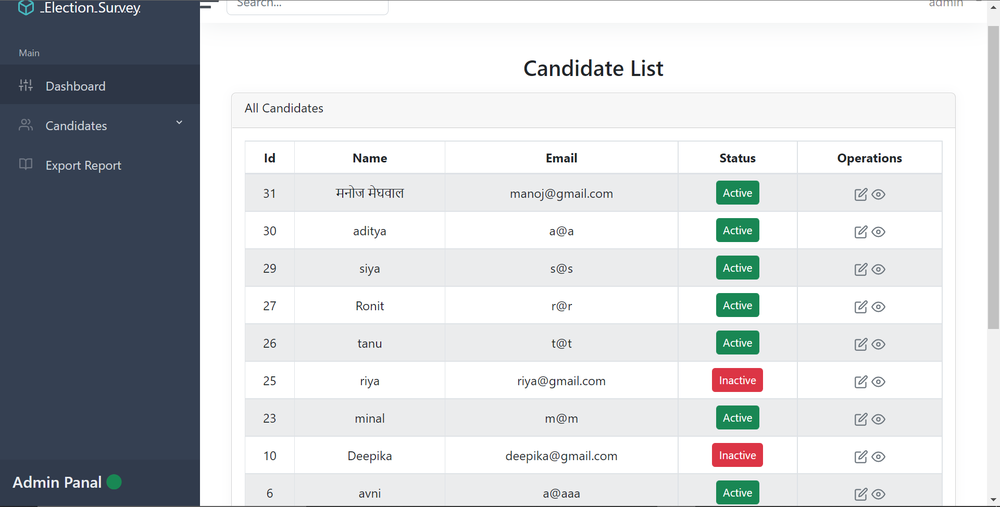 _Election_Survey
Search...
admin
Main
Dashboard
Candidates
Export Report
Admin Panal
Candidate List
All Candidates
Id Name Email Status Operations
31 मनोज मेघवाल manoj@gmail.com Active
30 aditya a@a Active
29 siya s@s Active
27 Ronit r@r Active
26 tanu t@t Active
25 riya riya@gmail.com Inactive
23 minal m@m Active
10 Deepika deepika@gmail.com Inactive
6 avni a@aaa Active